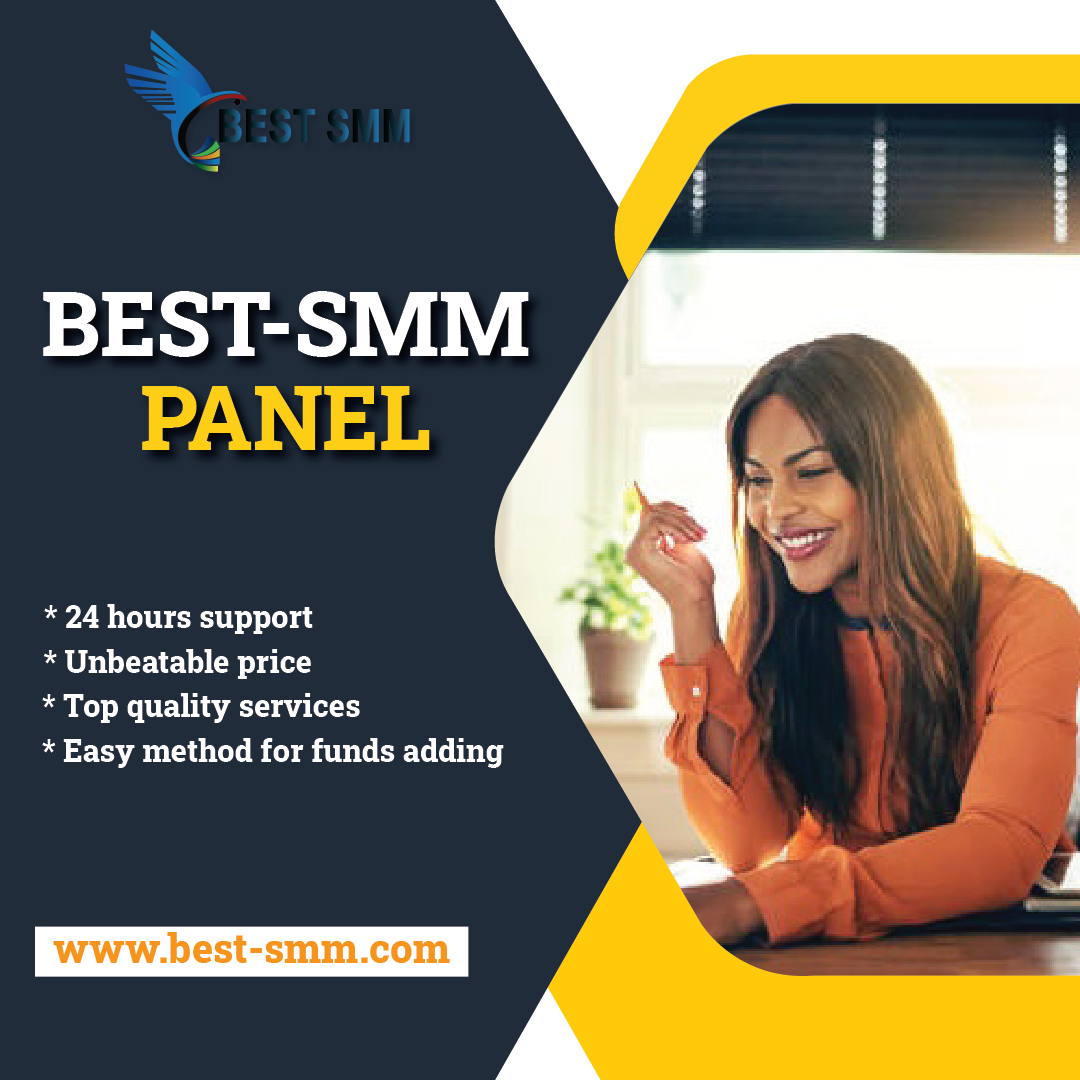 BEST SMM
BEST-SMM
PANEL
* 24 hours support
* Unbeatable price
* Top quality services
* Easy method for funds adding
www.best-smm.com